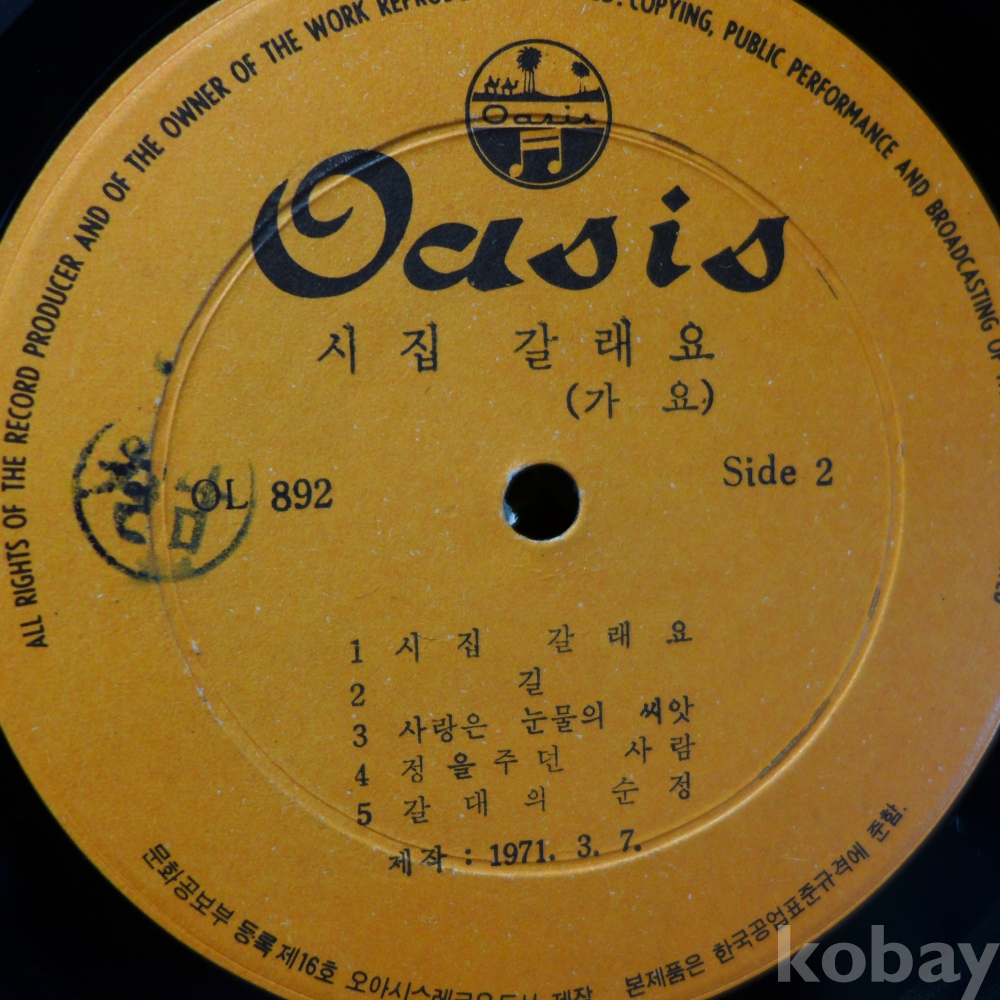 ALL RIGHTS OF THE RECORD PRODUCER AND OF THE OWNER OF THE WORK COPYING, PUBLIC PERFORMANCE AND BROADCASTING
Oasis
Oasis
시집 갈래요
(가 요)
OL 892
Side 2
1 시 집 갈 래 요
2 길
3 사랑은 눈물의 씨앗
4 정을주던 사람
5 갈대의 순정
제작 : 1971. 3. 7.
문화공보부 등록 제16호 제작 본제품은 한국공업표준규격에 준함.
kobay